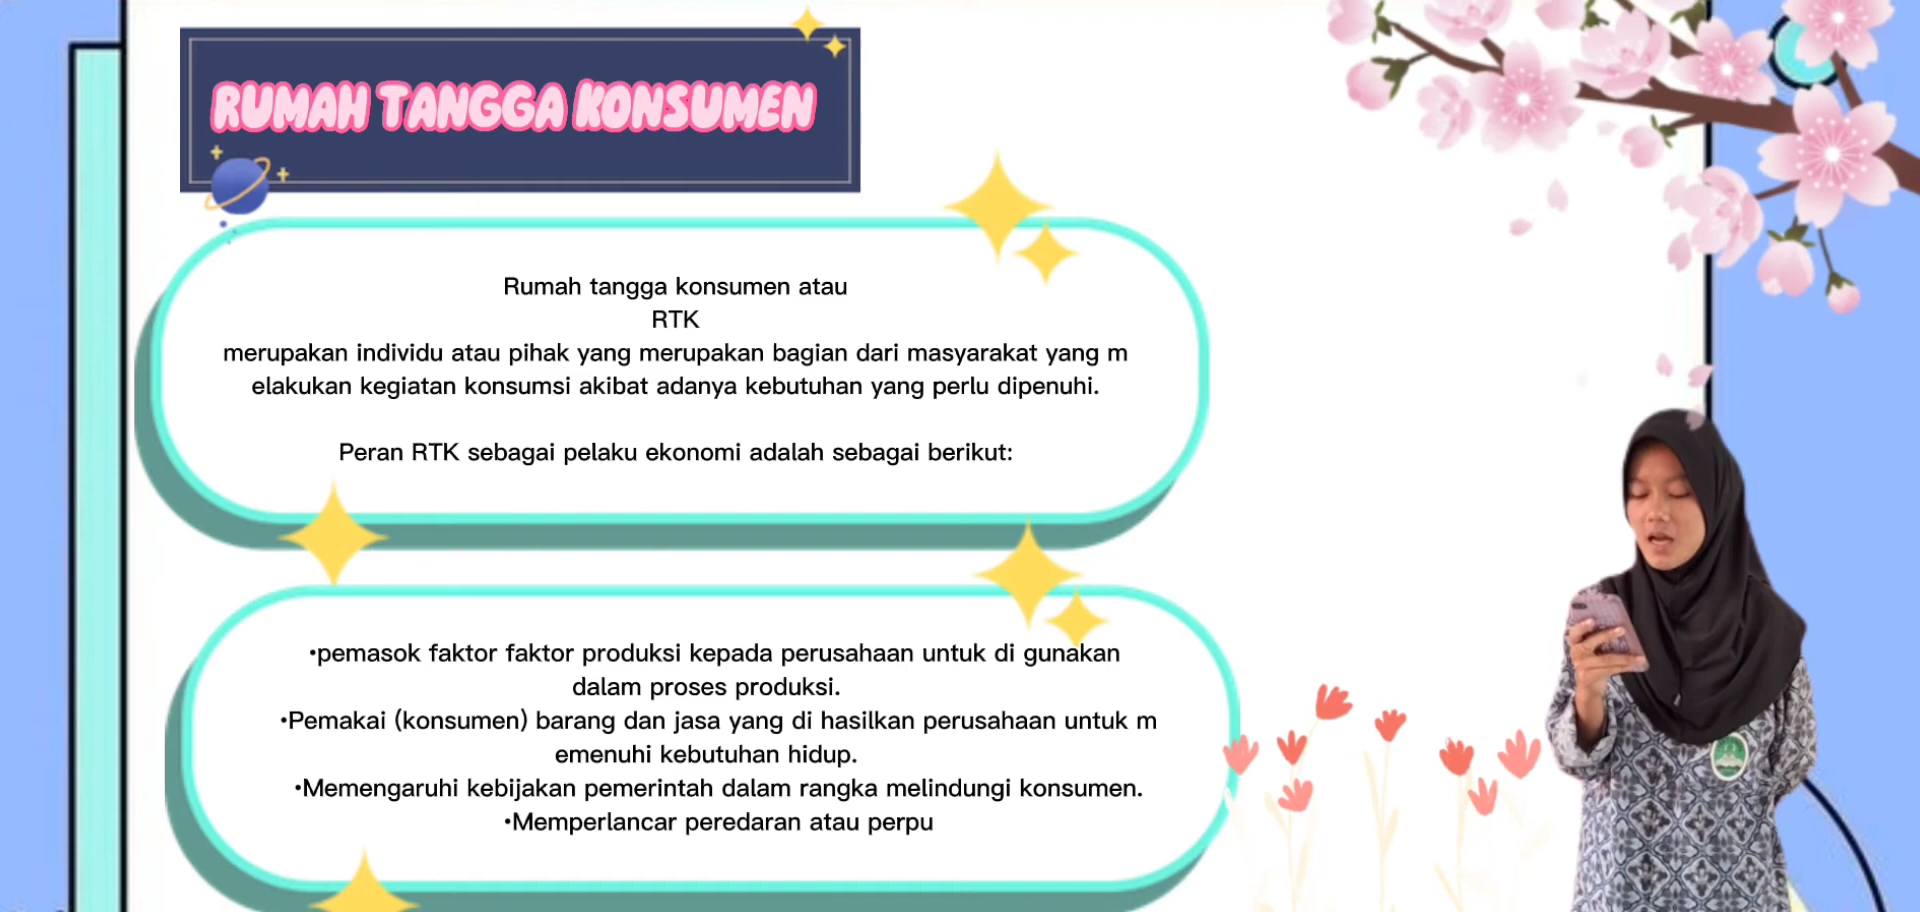 RUMAH TANGGA KONSUMEN
Rumah tangga konsumen atau
RTK
merupakan individu atau pihak yang merupakan bagian dari masyarakat yang m
elakukan kegiatan konsumsi akibat adanya kebutuhan yang perlu dipenuhi.
Peran RTK sebagai pelaku ekonomi adalah sebagai berikut:
•pemasok faktor faktor produksi kepada perusahaan untuk di gunakan
dalam proses produksi.
•Pemakai (konsumen) barang dan jasa yang di hasilkan perusahaan untuk m
emenuhi kebutuhan hidup.
•Memengaruhi kebijakan pemerintah dalam rangka melindungi konsumen.
•Memperlancar peredaran atau perpu